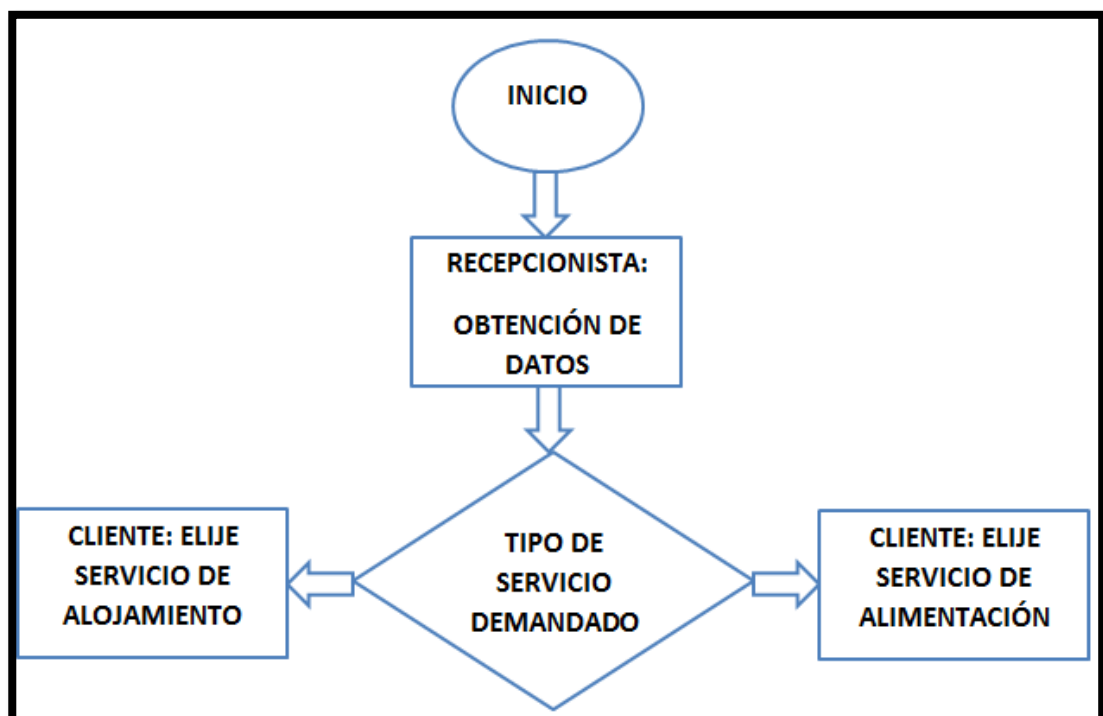 INICIO
RECEPCIONISTA:
OBTENCIÓN DE
DATOS
TIPO DE
SERVICIO
DEMANDADO
CLIENTE: ELIJE
SERVICIO DE
ALOJAMIENTO
CLIENTE: ELIJE
SERVICIO DE
ALIMENTACIÓN